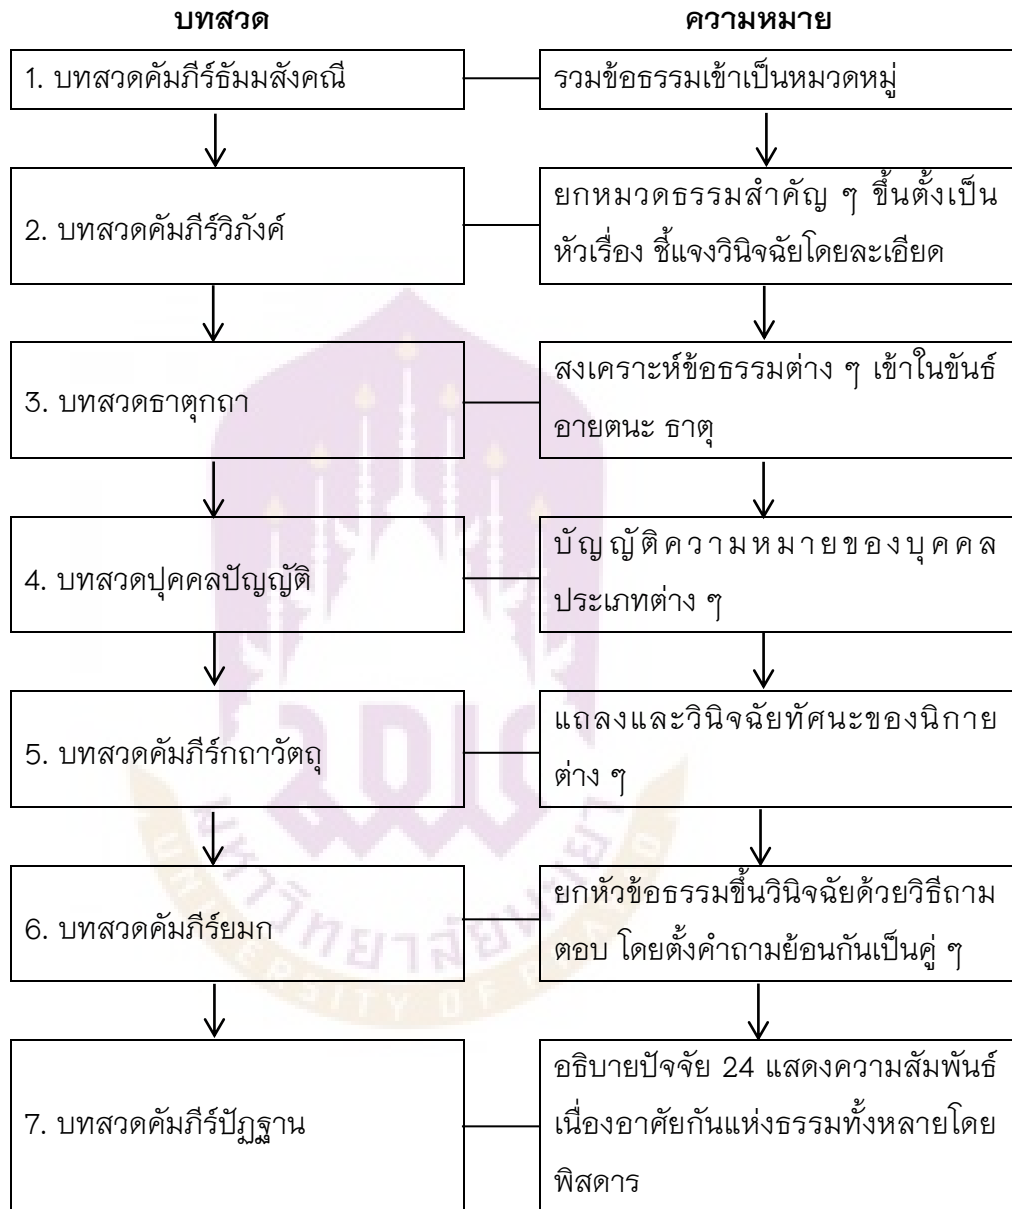 บทสวด
ความหมาย
1. บทสวดคัมภีร์ธัมมสังคณี
รวมข้อธรรมเข้าเป็นหมวดหมู่
2. บทสวดคัมภีร์วิภังค์
ยกหมวดธรรมสำคัญ ๆ ขึ้นตั้งเป็น
หัวเรื่อง ชี้แจงวินิจฉัยโดยละเอียด
3. บทสวดธาตุกถา
สงเคราะห์ข้อธรรมต่าง ๆ เข้าในขันธ์
อายตนะ ธาตุ
4. บทสวดปุคคลปัญญัติ
บัญญัติความหมายของบุคคล
ประเภทต่าง ๆ
5. บทสวดคัมภีร์กถาวัตถุ
แถลงและวินิจฉัยทัศนะของนิกาย
ต่าง ๆ
6. บทสวดคัมภีร์ยมก
ยกหัวข้อธรรมขึ้นวินิจฉัยด้วยวิธีถาม
ตอบ โดยตั้งคำถามย้อนกันเป็นคู่ ๆ
7. บทสวดคัมภีร์ปัฏฐาน
อธิบายปัจจัย 24 แสดงความสัมพันธ์
เนื่องอาศัยกันแห่งธรรมทั้งหลายโดย
พิสดาร
มหาวิทยาลัยพะเยา
UNIVERSITY OF PHAYAO